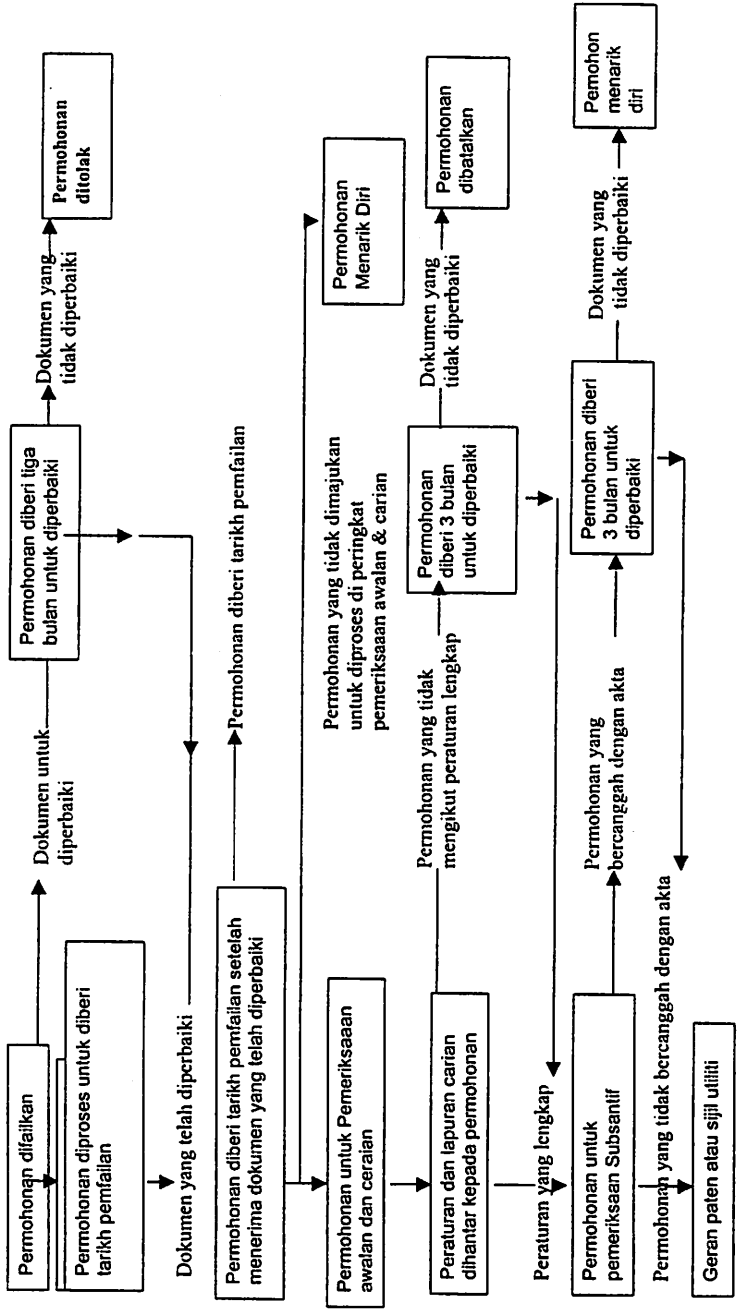 Permohonan difailkan
Dokumen untuk
diperbaiki
Permohonan diberi tiga
bulan untuk diperbaiki
Dokumen yang
tidak diperbaiki
Permohonan
ditolak
Permohonan diproses untuk diberi
tarikh pemfailan
Dokumen yang telah diperbaiki
Permohonan diberi tarikh pemfailan setelah
menerima dokumen yang telah diperbaiki
Permohonan diberi tarikh pemfailan
Permohonan yang tidak dimajukan
untuk diproses di peringkat
pemeriksaaan awalan & carian
Permohonan
Menarik Diri
Permohonan untuk Pemeriksaaan
awalan dan ceraian
Peraturan dan lapuran carian
dihantar kepada permohonan
Permohonan yang tidak
mengikut peraturan lengkap
Permohonan
diberi 3 bulan
untuk diperbaiki
Dokumen yang
tidak diperbaiki
Permohonan
dibatalkan
Peraturan yang lengkap
Permohonan untuk
pemeriksaan Subsantif
Permohonan yang
bercanggah dengan akta
Permohonan diberi
3 bulan untuk
diperbaiki
Dokumen yang
tidak diperbaiki
Pemohon
menarik
diri
Permohonan yang tidak bercanggah dengan akta
Geran paten atau sijil utiliti